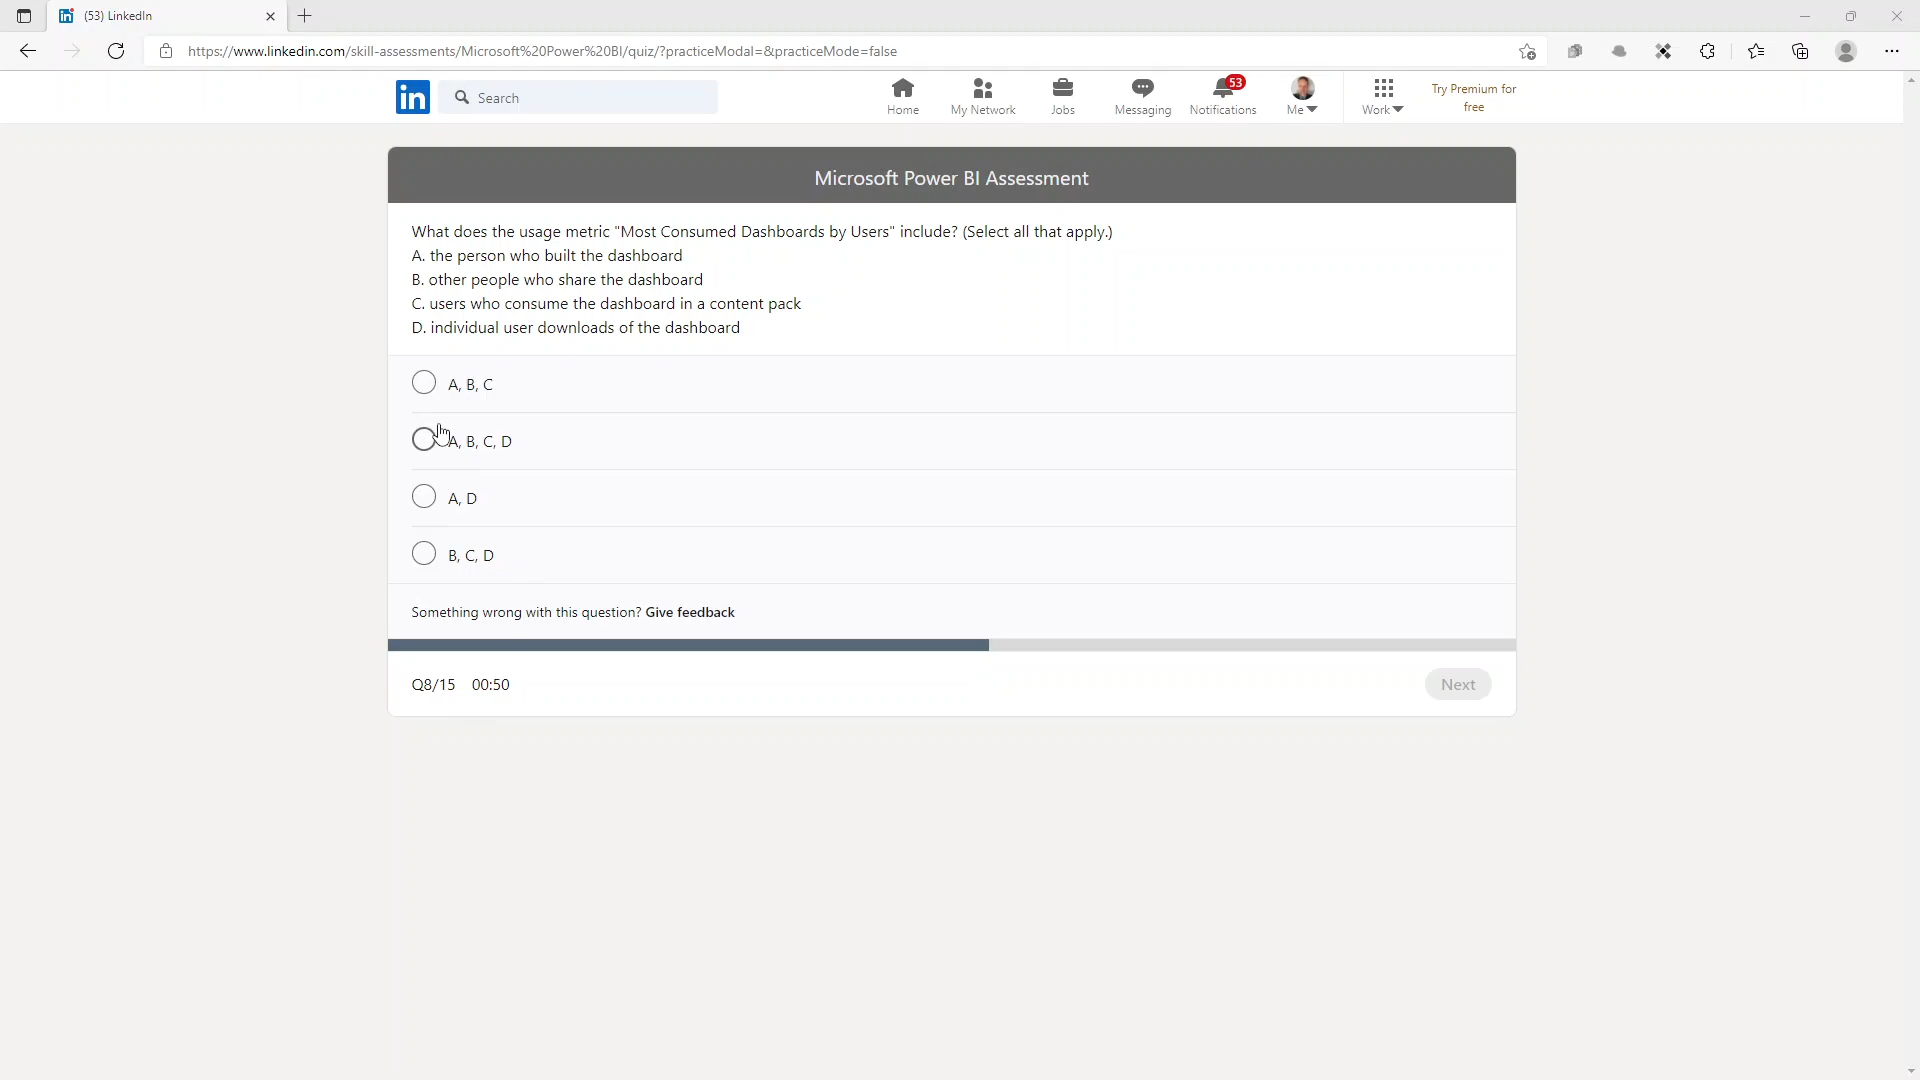 (53) LinkedIn
https://www.linkedin.com/skill-assessments/Microsoft%20Power%20BI/quiz/?practiceModal=&practiceMode=false
in
Search
Home
My Network
Jobs
Messaging
53
Notifications
Me
Work
Try Premium for
free
Microsoft Power BI Assessment
What does the usage metric "Most Consumed Dashboards by Users" include? (Select all that apply.)
A. the person who built the dashboard
B. other people who share the dashboard
C. users who consume the dashboard in a content pack
D. individual user downloads of the dashboard
A, B, C
A, B, C, D
A, D
B, C, D
Something wrong with this question? Give feedback
Q8/15 00:50
Next